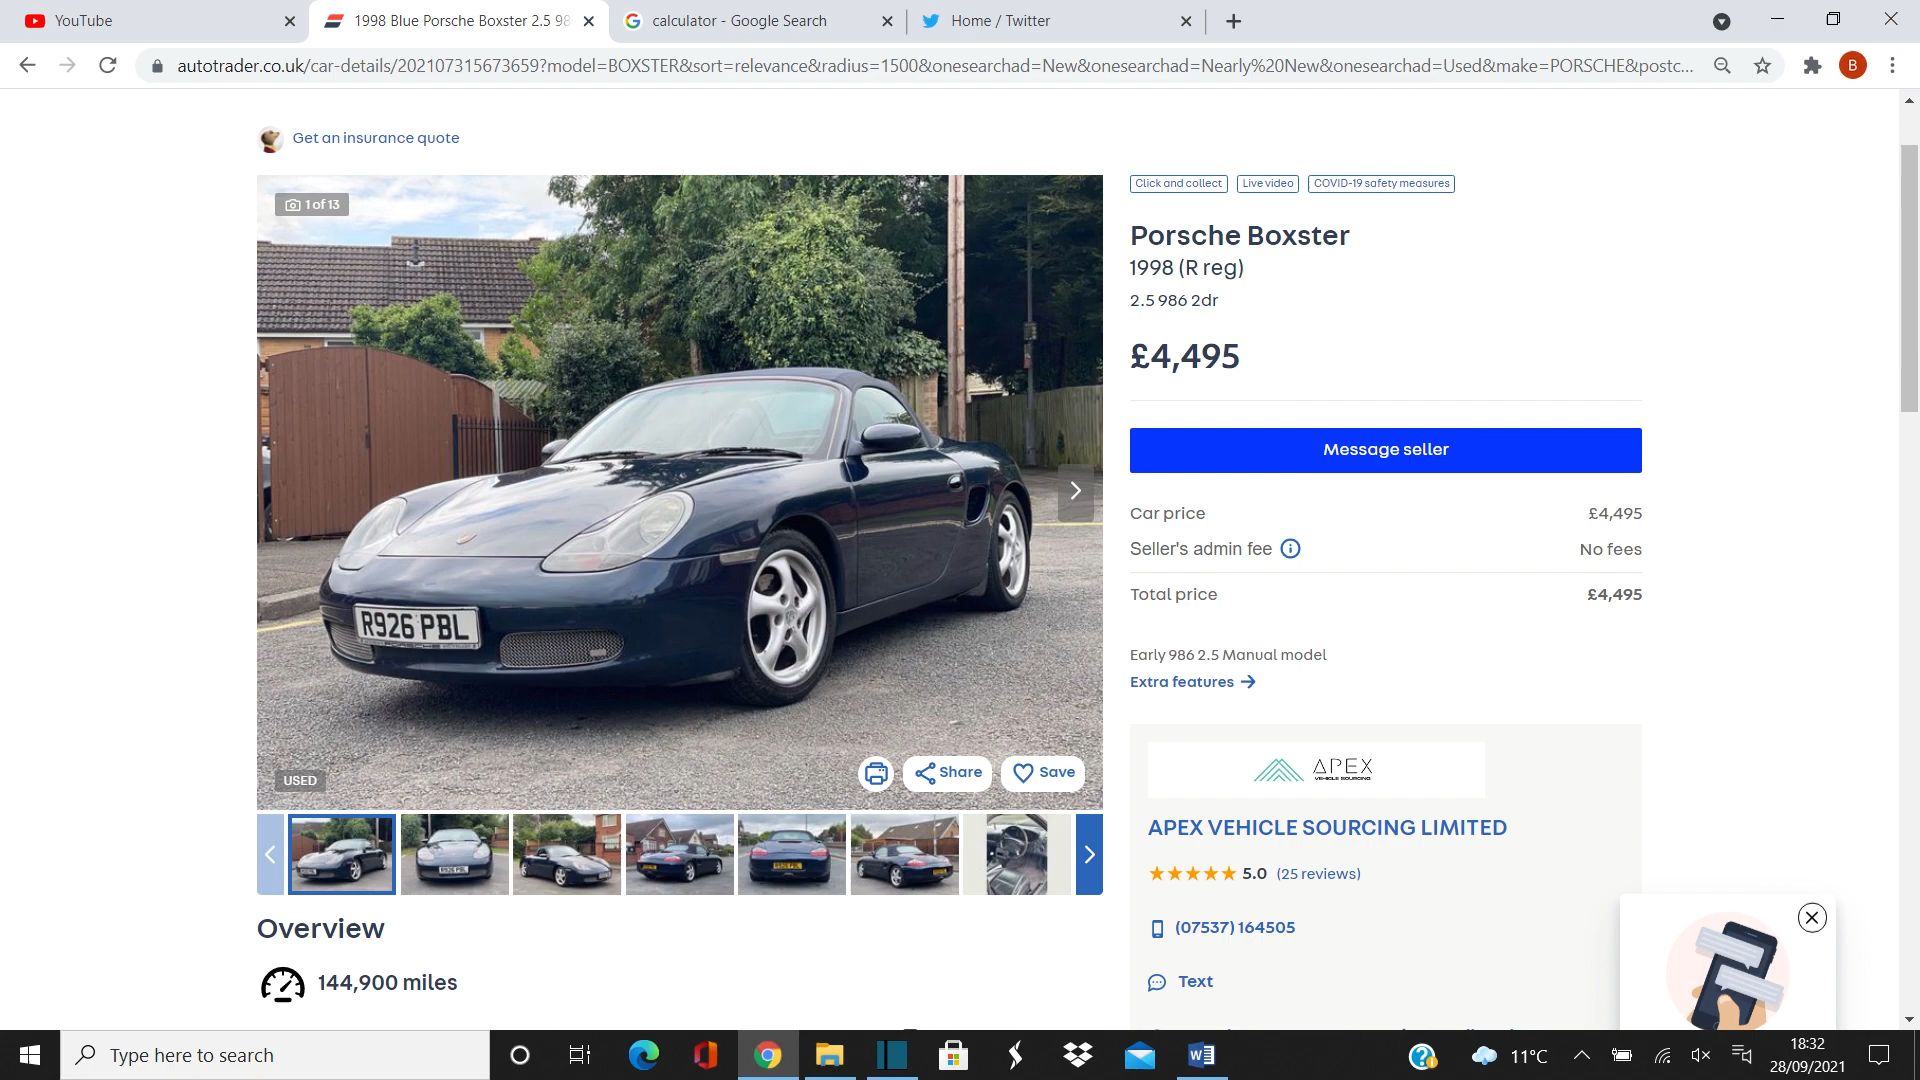 YouTube
1998 Blue Porsche Boxster 2.5 98
calculator - Google Search
Home / Twitter
autotrader.co.uk/car-details/202107315673659?model=BOXSTER&sort=relevance&radius=1500&onesearchad=New&onesearchad=Nearly%20New&onesearchad=Used&make=PORSCHE&postc...
B
Get an insurance quote
1 of 13
R926 PBL
USED
Share
Save
Click and collect
Live video
COVID-19 safety measures
Porsche Boxster
1998 (R reg)
2.5 986 2dr
£4,495
Message seller
Car price £4,495
Seller's admin fee No fees
Total price £4,495
Early 986 2.5 Manual model
Extra features
APEX
VEHICLE SOURCING
APEX VEHICLE SOURCING LIMITED
5.0 (25 reviews)
(07537) 164505
Text
Overview
144,900 miles
Type here to search
11°C
18:32
28/09/2021